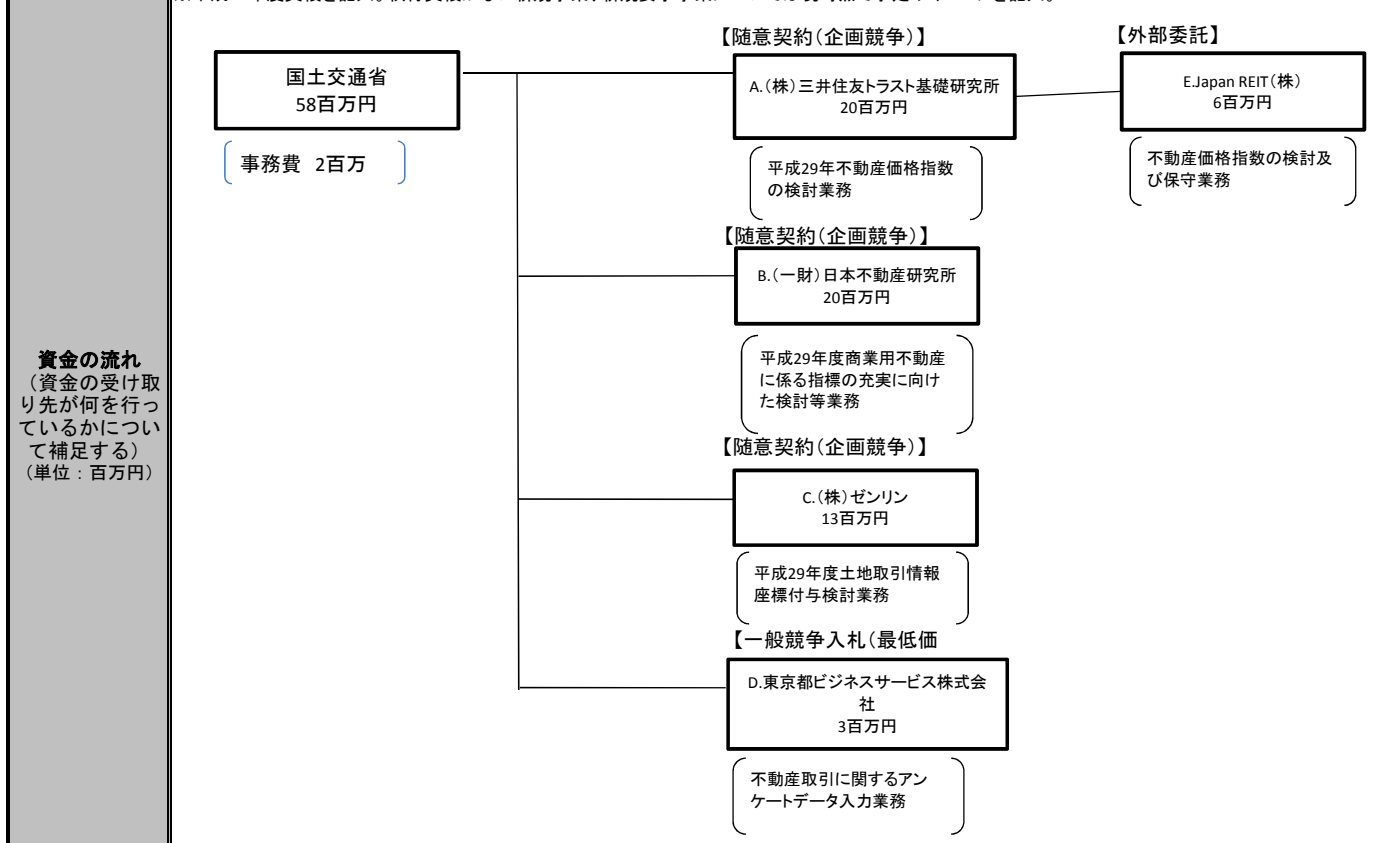 【随意契約(企画競争)】
【外部委託】
国土交通省
58百万円
事務費 2百万
A.(株)三井住友トラスト基礎研究所
20百万円
E.Japan REIT(株)
6百万円
平成29年不動産価格指数
の検討業務
不動産価格指数の検討及
び保守業務
【随意契約(企画競争)】
B.(一財)日本不動産研究所
20百万円
平成29年度商業用不動産
に係る指標の充実に向け
た検討等業務
資金の流れ
(資金の受け取
り先が何を行っ
ているかについ
て補足する)
(単位:百万円)
【随意契約(企画競争)】
C.(株)ゼンリン
13百万円
平成29年度土地取引情報
座標付与検討業務
【一般競争入札(最低価
D.東京都ビジネスサービス株式会
社
3百万円
不動産取引に関するアン
ケートデータ入力業務